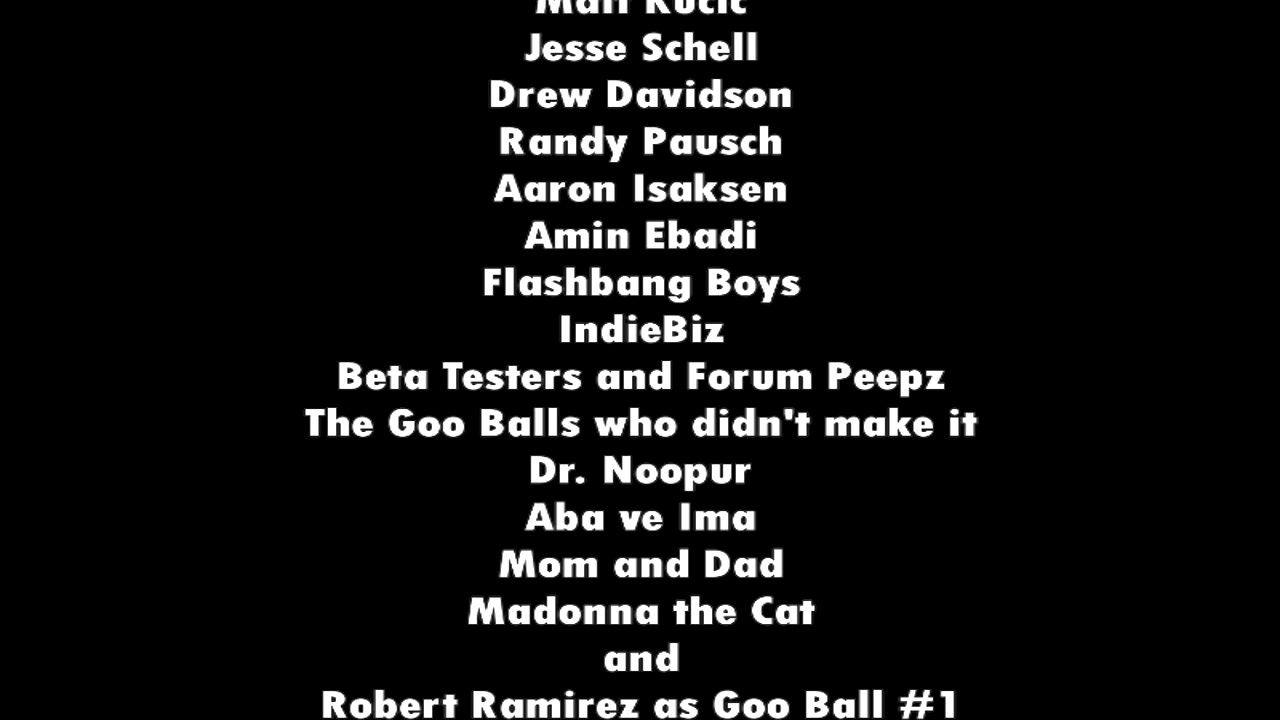 Matt Kucic
Jesse Schell
Drew Davidson
Randy Pausch
Aaron Isaksen
Amin Ebadi
Flashbang Boys
IndieBiz
Beta Testers and Forum Peepz
The Goo Balls who didn't make it
Dr. Noopur
Aba ve Ima
Mom and Dad
Madonna the Cat
and
Robert Ramirez as Goo Ball #1